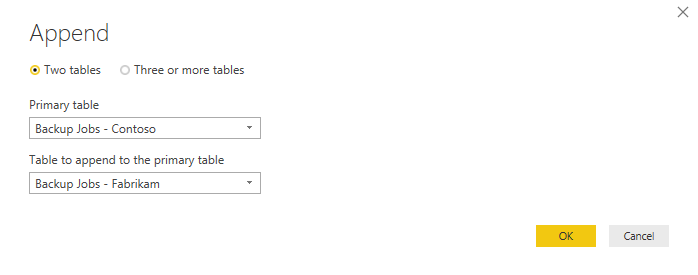 Append
Two tables Three or more tables
Primary table
Backup Jobs - Contoso
Table to append to the primary table
Backup Jobs - Fabrikam
OK Cancel